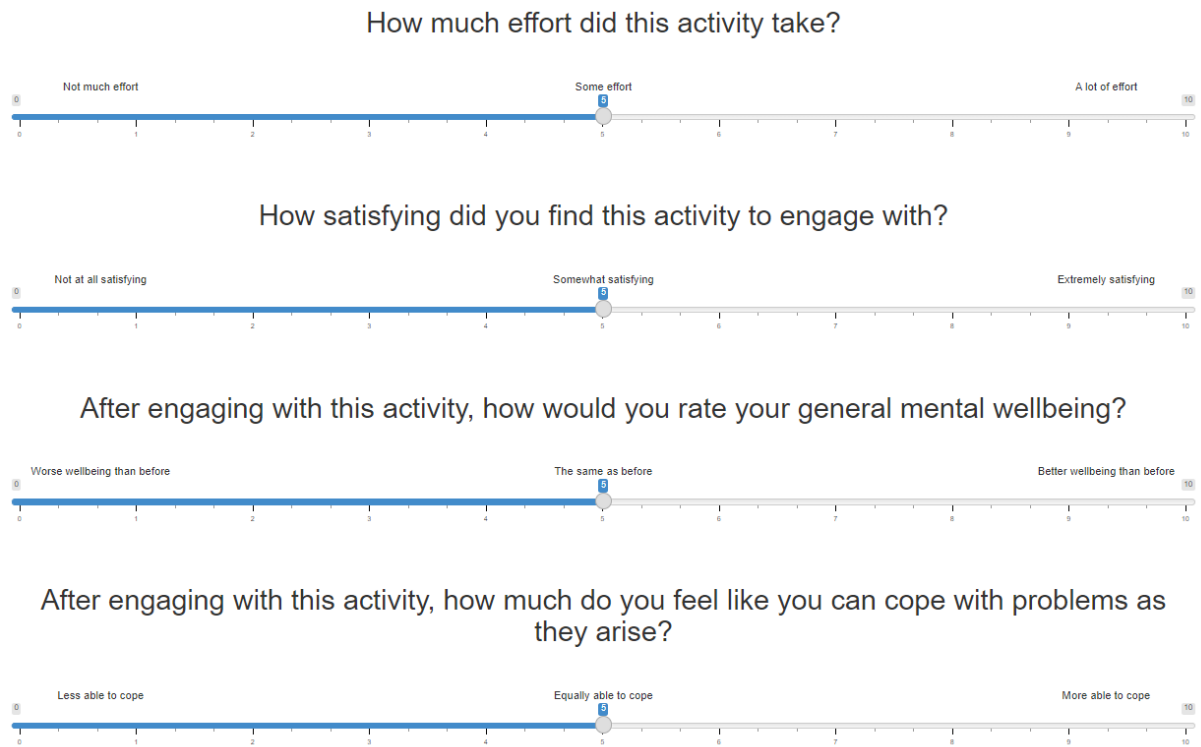 How much effort did this activity take?
Not much effort Some effort A lot of effort
0 5 10
0 1 2 3 4 5 6 7 8 9 10
How satisfying did you find this activity to engage with?
Not at all satisfying Somewhat satisfying Extremely satisfying
0 5 10
0 1 2 3 4 5 6 7 8 9 10
After engaging with this activity, how would you rate your general mental wellbeing?
Worse wellbeing than before The same as before Better wellbeing than before
0 5 10
0 1 2 3 4 5 6 7 8 9 10
After engaging with this activity, how much do you feel like you can cope with problems as
they arise?
Less able to cope Equally able to cope More able to cope
0 5 10
0 1 2 3 4 5 6 7 8 9 10